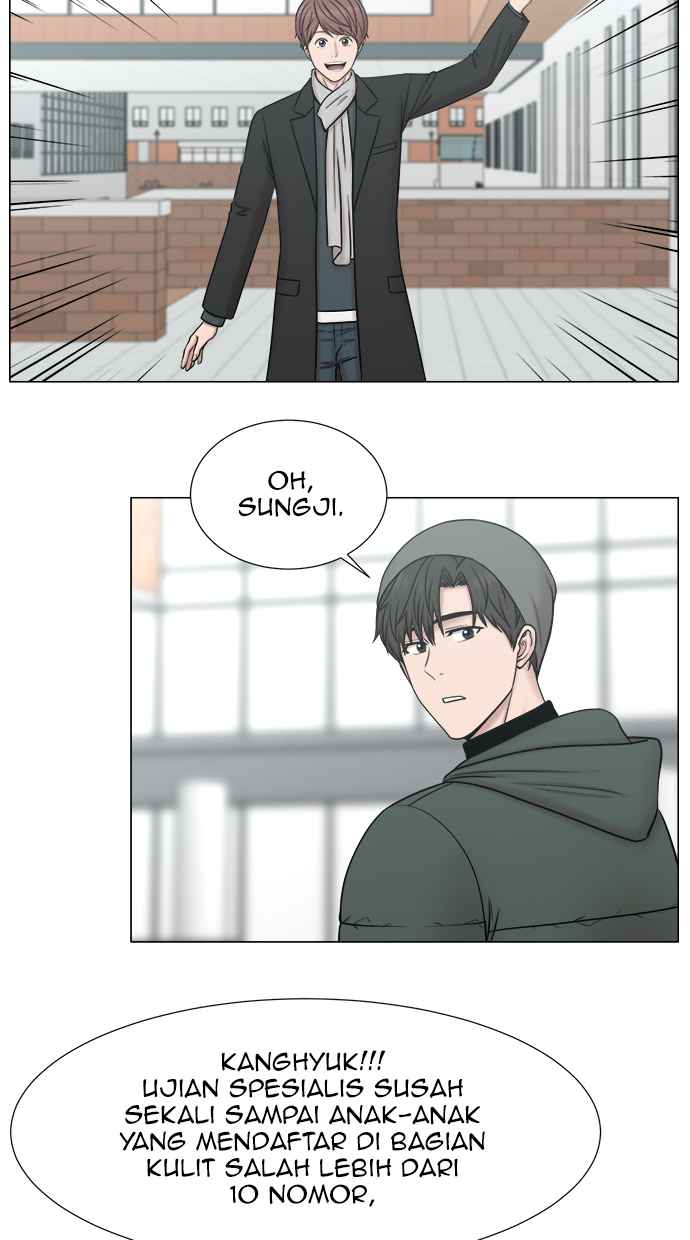 OH,
SUNGJI.
KANGHYUK!!!
UJIAN SPESIALIS SUSAH
SEKALI SAMPAI ANAK-ANAK
YANG MENDAFTAR DI BAGIAN
KULIT SALAH LEBIH DARI
10 NOMOR,